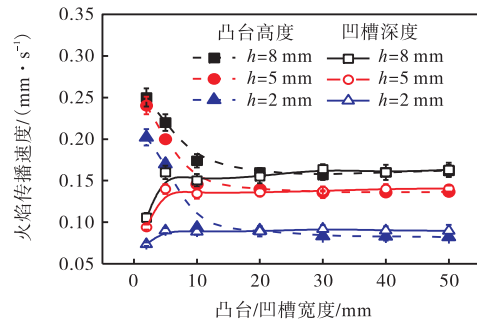 凸台高度 凹槽深度
h=8 mm h=8 mm
h=5 mm h=5 mm
h=2 mm h=2 mm
火焰传播速度/(mm·s⁻¹)
0.35
0.30
0.25
0.20
0.15
0.10
0.05
0 10 20 30 40 50
凸台/凹槽宽度/mm